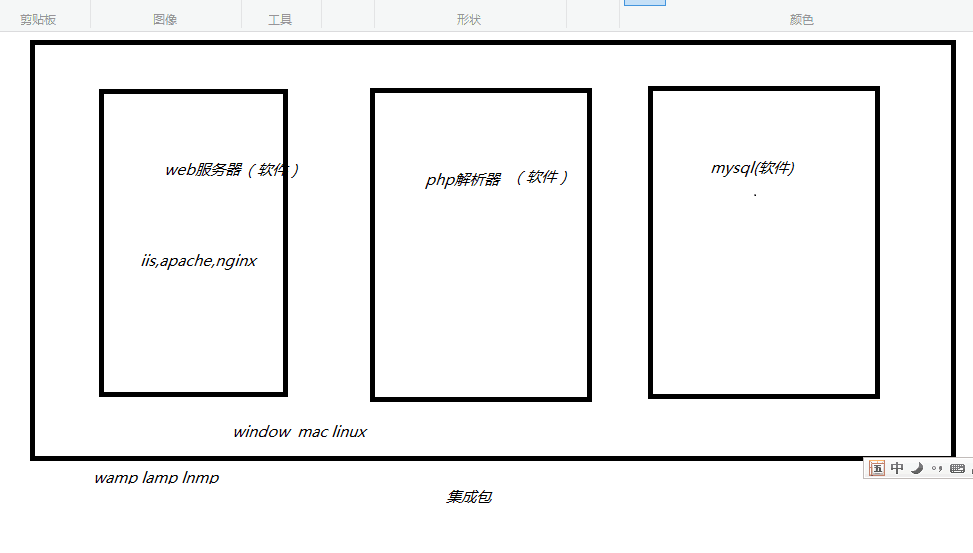 剪贴板 图像 工具 形状 颜色
web服务器（软件） php解析器 （软件） mysql(软件)
.
iis,apache,nginx
window mac linux
中
wamp lamp lnmp
集成包